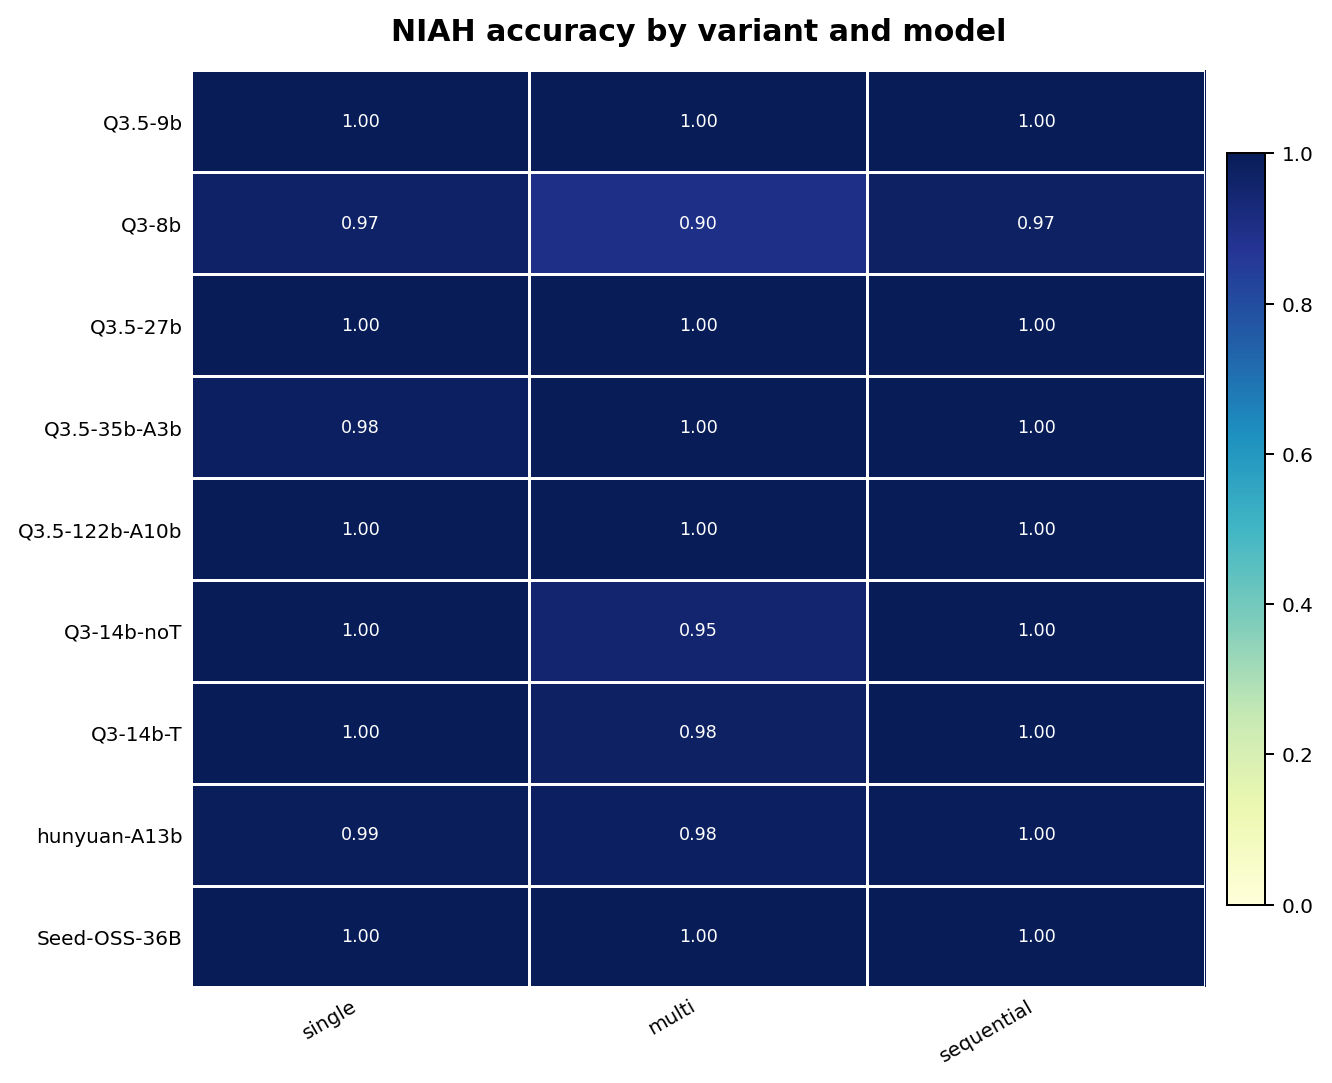 NIAH accuracy by variant and model
Q3.5-9b 1.00 1.00 1.00
Q3-8b 0.97 0.90 0.97
Q3.5-27b 1.00 1.00 1.00
Q3.5-35b-A3b 0.98 1.00 1.00
Q3.5-122b-A10b 1.00 1.00 1.00
Q3-14b-noT 1.00 0.95 1.00
Q3-14b-T 1.00 0.98 1.00
hunyuan-A13b 0.99 0.98 1.00
Seed-OSS-36B 1.00 1.00 1.00
single multi sequential
1.0
0.8
0.6
0.4
0.2
0.0